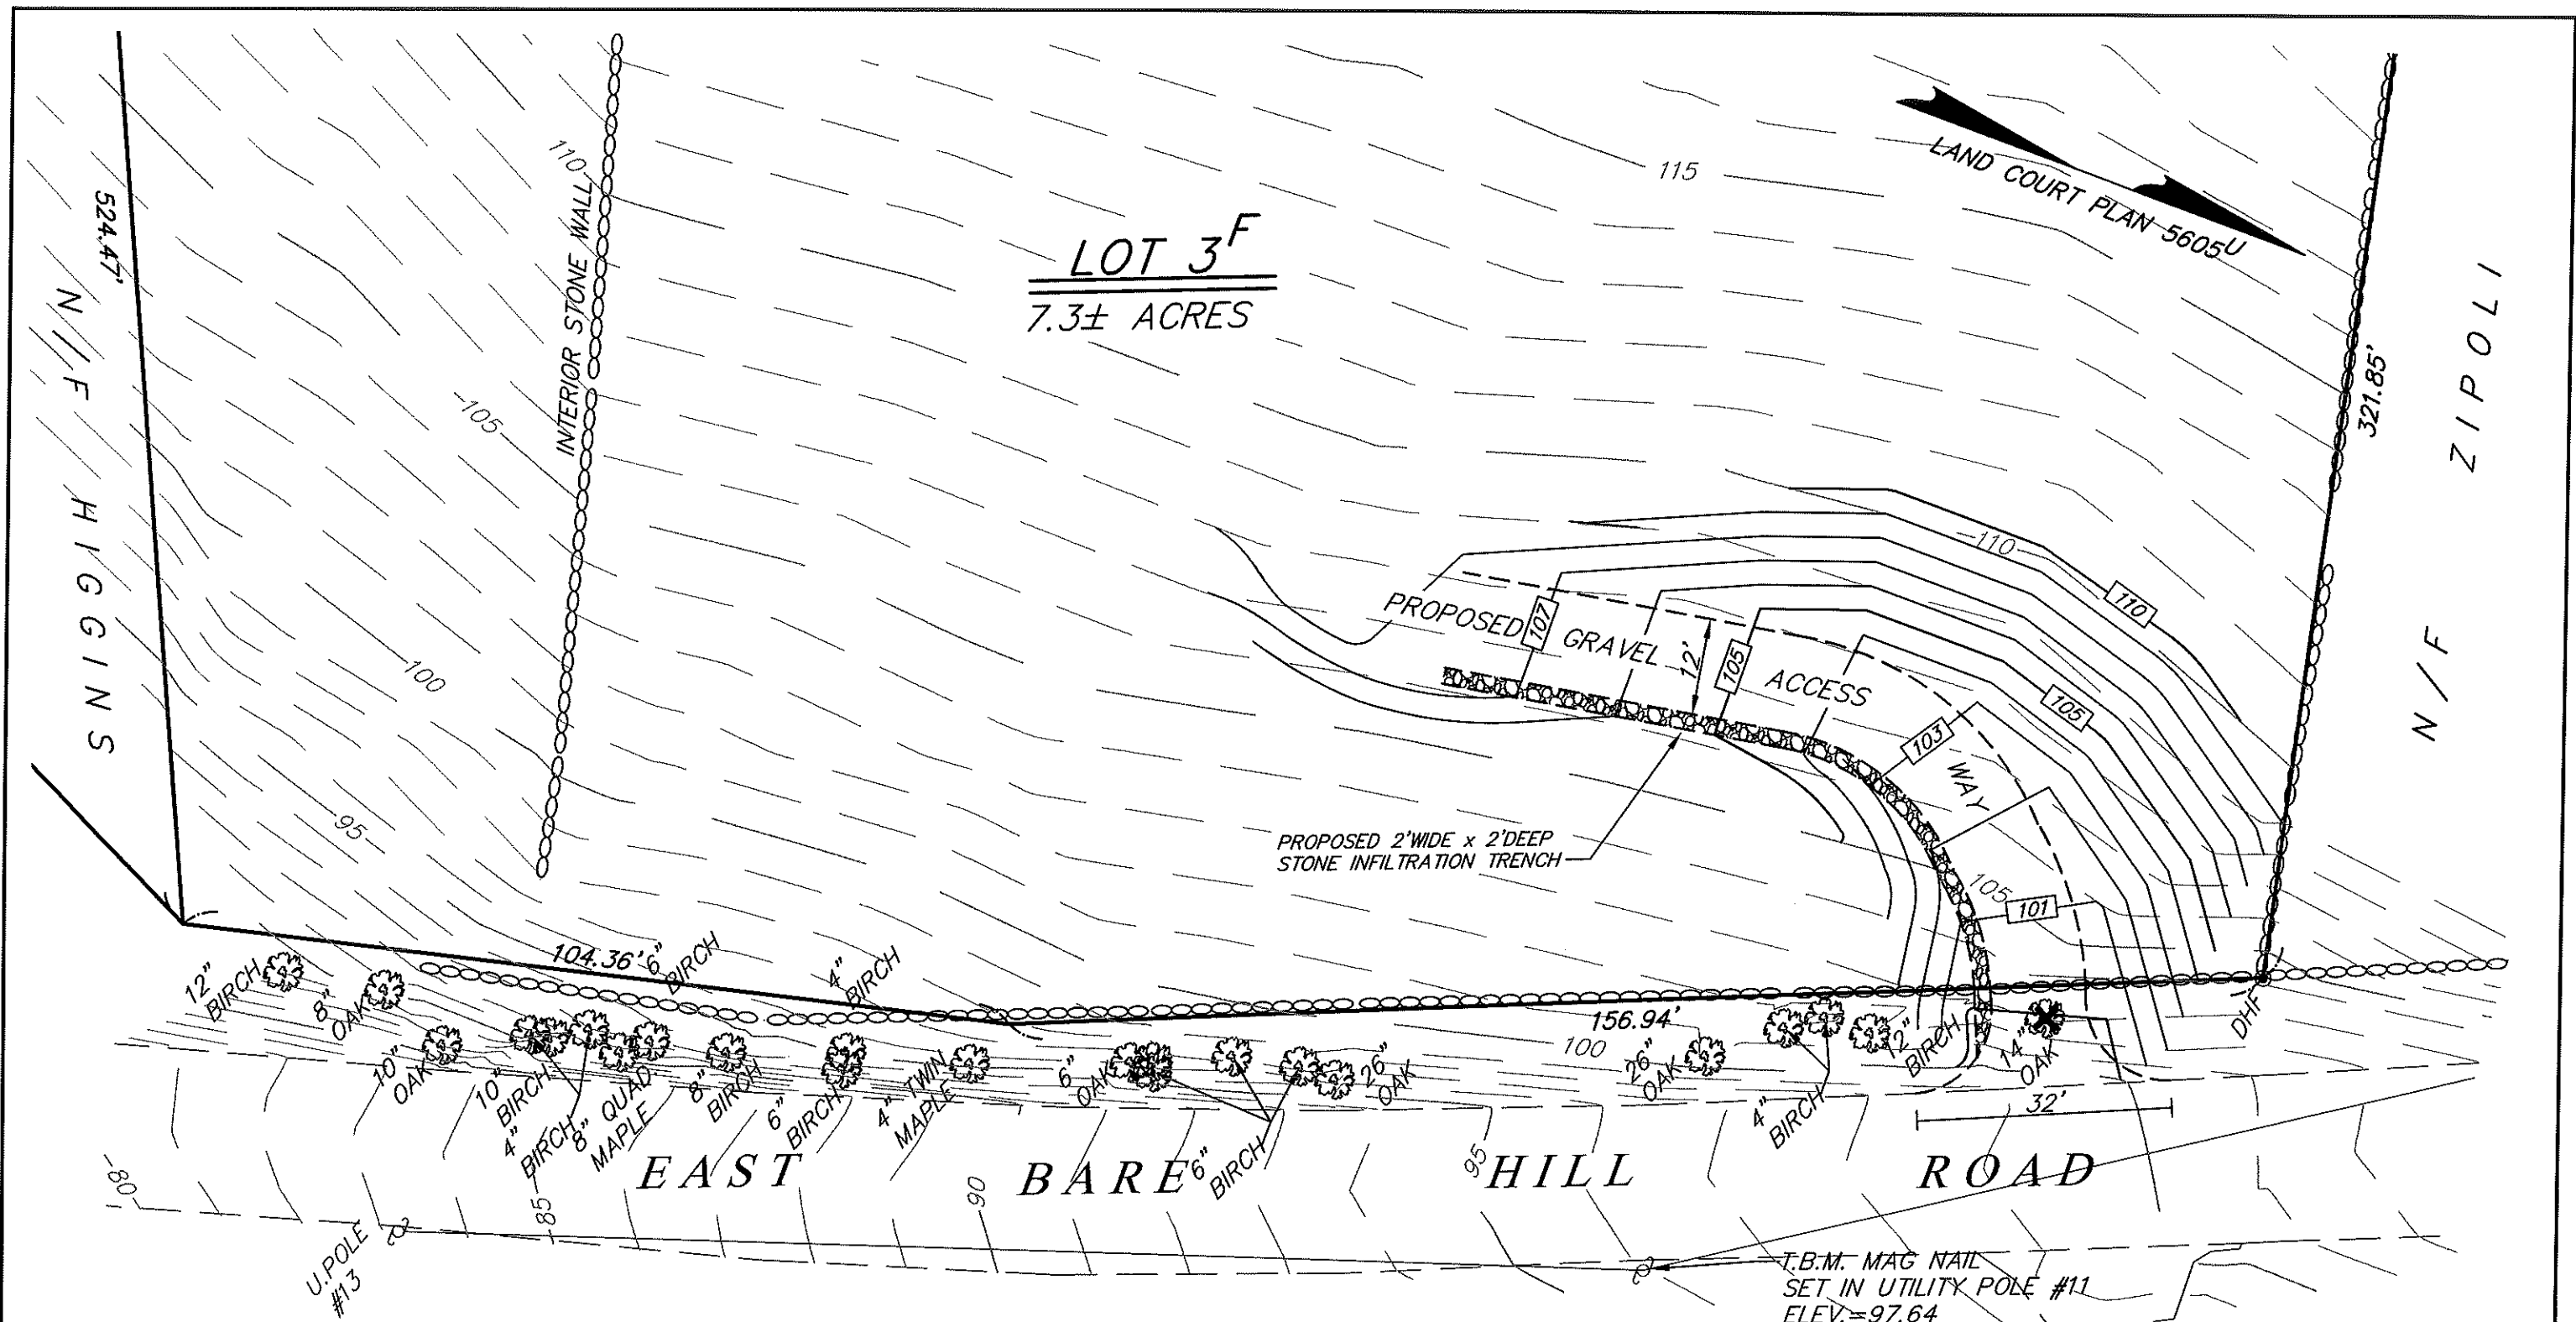 LOT 3F
7.3± ACRES
LAND COURT PLAN 5605U
524.47'
N//F HIGGINS
INTERIOR STONE WALL
110
105
100
95
115
110
321.85'
N/F ZIPOLI
PROPOSED GRAVEL ACCESS WAY
107
12'
105
103
101
105
110
105
PROPOSED 2'WIDE x 2'DEEP
STONE INFILTRATION TRENCH
104.36'
156.94'
100
DHF
12"
BIRCH
8"
OAK
10"
OAK
10"
BIRCH
4"
BIRCH
8" QUAD
MAPLE
6"
BIRCH
8"
BIRCH
4"
BIRCH
6"
BIRCH
4" TWIN
MAPLE
6"
OAK
6"
BIRCH
26"
OAK
26"
OAK
4"
BIRCH
12"
BIRCH
14"
OAK
32'
EAST BARE HILL ROAD
80
85
90
95
U.POLE
#13
T.B.M. MAG NAIL
SET IN UTILITY POLE #11
ELEV.=97.64